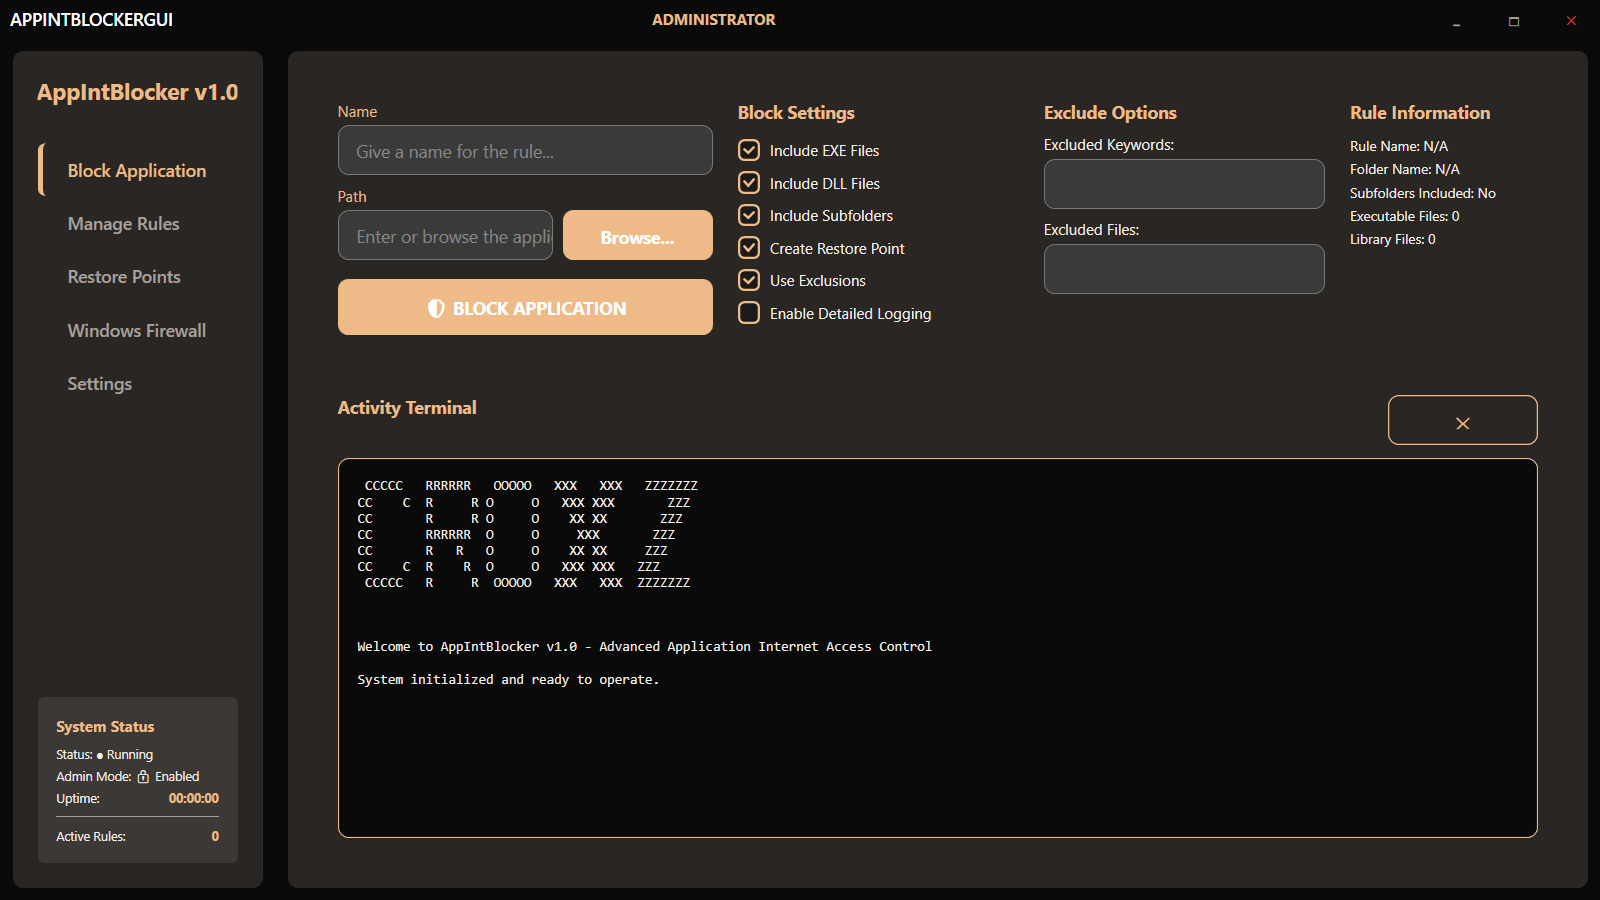 APPINTBLOCKERGUI
ADMINISTRATOR
AppIntBlocker v1.0
Block Application
Manage Rules
Restore Points
Windows Firewall
Settings
System Status
Status: ● Running
Admin Mode: Enabled
Uptime: 00:00:00
Active Rules: 0
Name
Give a name for the rule...
Path
Enter or browse the appli
Browse...
BLOCK APPLICATION
Block Settings
Include EXE Files
Include DLL Files
Include Subfolders
Create Restore Point
Use Exclusions
Enable Detailed Logging
Exclude Options
Excluded Keywords:
Excluded Files:
Rule Information
Rule Name: N/A
Folder Name: N/A
Subfolders Included: No
Executable Files: 0
Library Files: 0
Activity Terminal
 CCCCC   RRRRRR   OOOOO   XXX   XXX   ZZZZZZZ
CC    C  R     R O     O   XXX XXX       ZZZ
CC       R     R O     O    XX XX       ZZZ
CC       RRRRRR  O     O     XXX       ZZZ
CC       R   R   O     O    XX XX     ZZZ
CC    C  R    R  O     O   XXX XXX   ZZZ
 CCCCC   R     R  OOOOO   XXX   XXX  ZZZZZZZ
Welcome to AppIntBlocker v1.0 - Advanced Application Internet Access Control
System initialized and ready to operate.